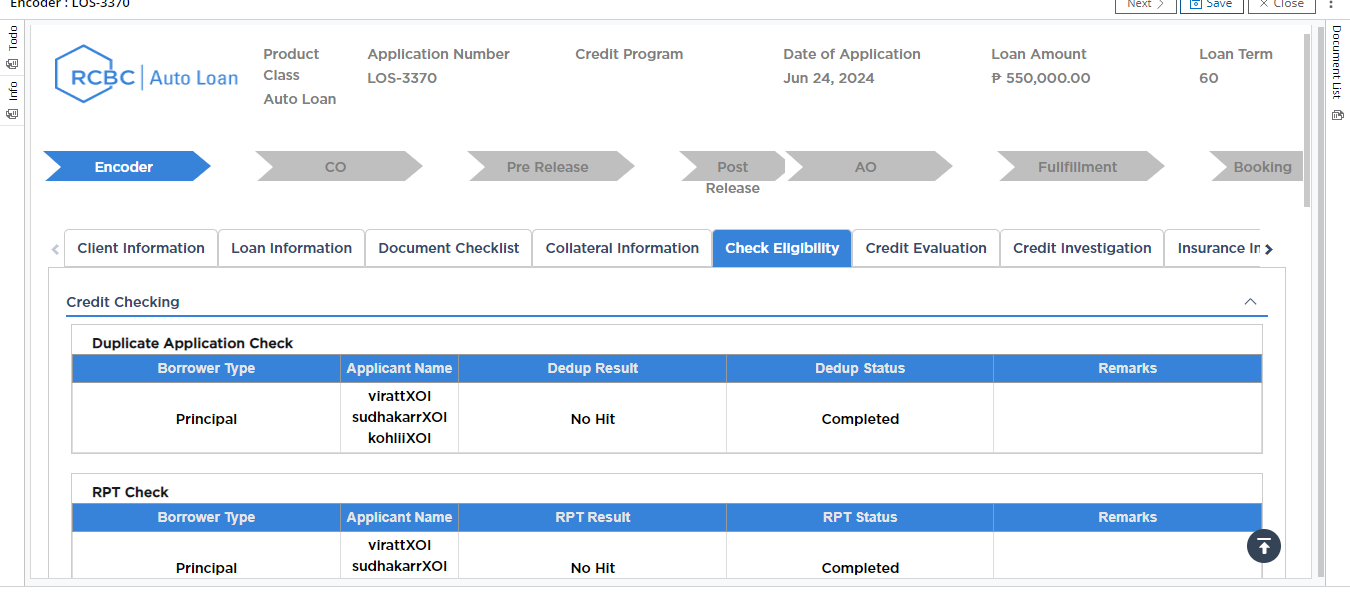 Encoder : LOS-3370
Next
Save
Close
Todo
Info
Document List
RCBC | Auto Loan
Product Class
Auto Loan
Application Number
LOS-3370
Credit Program
Date of Application
Jun 24, 2024
Loan Amount
₱ 550,000.00
Loan Term
60
Encoder
CO
Pre Release
Post Release
AO
Fullfillment
Booking
Client Information
Loan Information
Document Checklist
Collateral Information
Check Eligibility
Credit Evaluation
Credit Investigation
Insurance In
Credit Checking
Duplicate Application Check
Borrower Type Applicant Name Dedup Result Dedup Status Remarks
Principal
virattXOI
sudhakarrXOI
kohliiXOI
No Hit
Completed
RPT Check
Borrower Type Applicant Name RPT Result RPT Status Remarks
Principal
virattXOI
sudhakarrXOI
No Hit
Completed